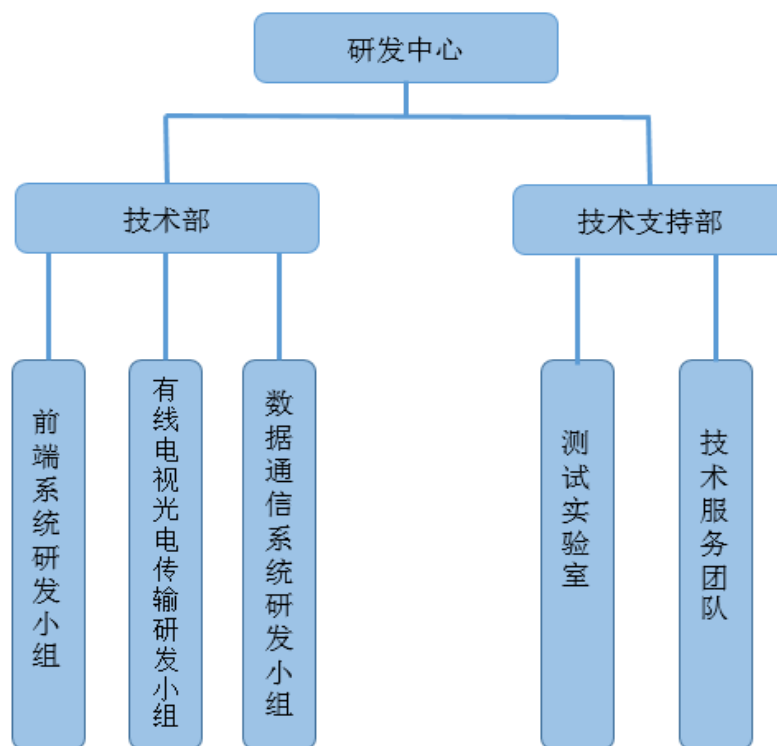 研发中心
技术部
技术支持部
前端系统研发小组
有线电视光电传输研发小组
数据通信系统研发小组
测试实验室
技术服务团队